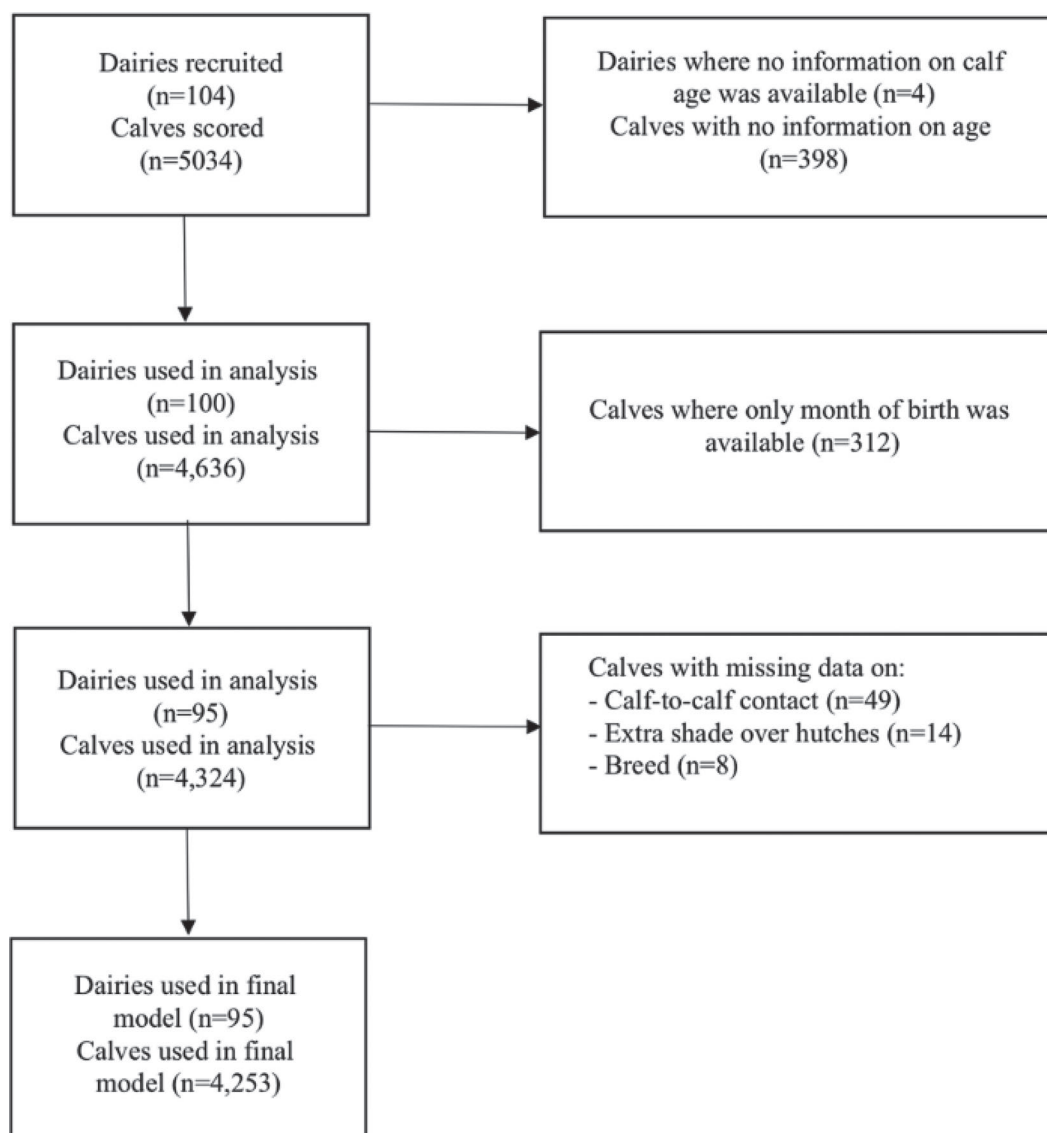 Dairies recruited
(n=104)
Calves scored
(n=5034)
Dairies where no information on calf
age was available (n=4)
Calves with no information on age
(n=398)
Dairies used in analysis
(n=100)
Calves used in analysis
(n=4,636)
Calves where only month of birth was
available (n=312)
Dairies used in analysis
(n=95)
Calves used in analysis
(n=4,324)
Calves with missing data on:
- Calf-to-calf contact (n=49)
- Extra shade over hutches (n=14)
- Breed (n=8)
Dairies used in final
model (n=95)
Calves used in final
model (n=4,253)